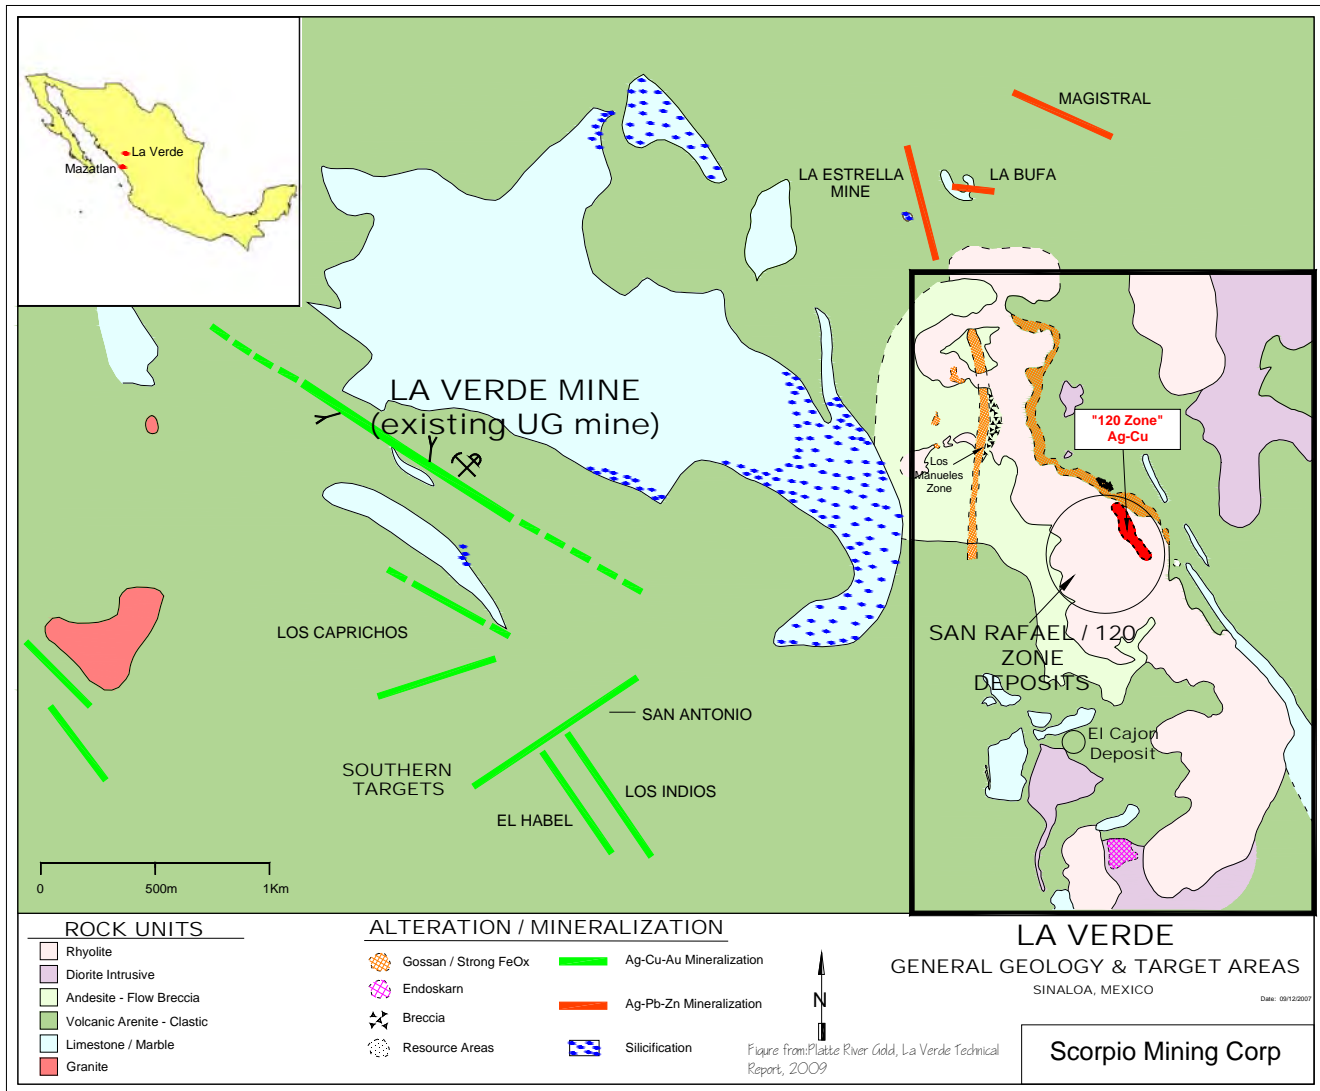 La Verde
Mazatlan
MAGISTRAL
LA ESTRELLA
MINE
LA BUFA
LA VERDE MINE
(existing UG mine)
"120 Zone"
Ag-Cu
Los
Manueles
Zone
LOS CAPRICHOS
SAN RAFAEL / 120
ZONE
DEPOSITS
SAN ANTONIO
El Cajon
Deposit
SOUTHERN
TARGETS
LOS INDIOS
EL HABEL
0 500m 1Km
ROCK UNITS
Rhyolite
Diorite Intrusive
Andesite - Flow Breccia
Volcanic Arenite - Clastic
Limestone / Marble
Granite
ALTERATION / MINERALIZATION
Gossan / Strong FeOx
Endoskarn
Breccia
Resource Areas
Ag-Cu-Au Mineralization
Ag-Pb-Zn Mineralization
Silicification
N
LA VERDE
GENERAL GEOLOGY & TARGET AREAS
SINALOA, MEXICO
Date: 09/12/2007
Figure from:Platte River Gold, La Verde Technical
Report, 2009
Scorpio Mining Corp